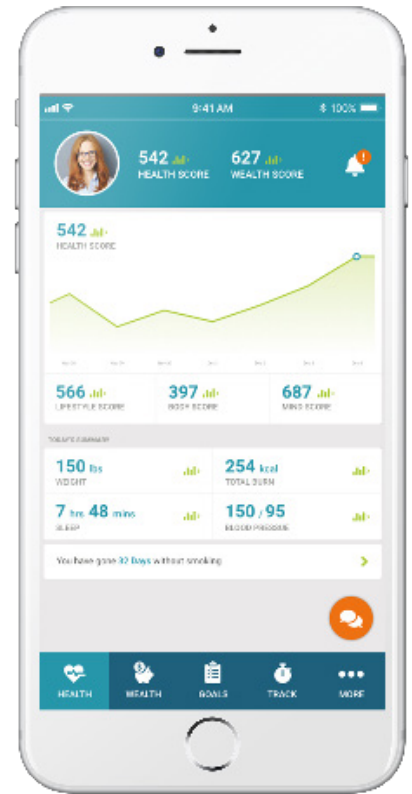 9:41 AM
100%
542
HEALTH SCORE
627
WEALTH SCORE
542
HEALTH SCORE
566
LIFESTYLE SCORE
397
BODY SCORE
687
MIND SCORE
TODAY'S SUMMARY
150 lbs
WEIGHT
254 kcal
TOTAL BURN
7 hrs 48 mins
SLEEP
150 / 95
BLOOD PRESSURE
You have gone 32 Days without smoking
HEALTH
WEALTH
GOALS
TRACK
MORE